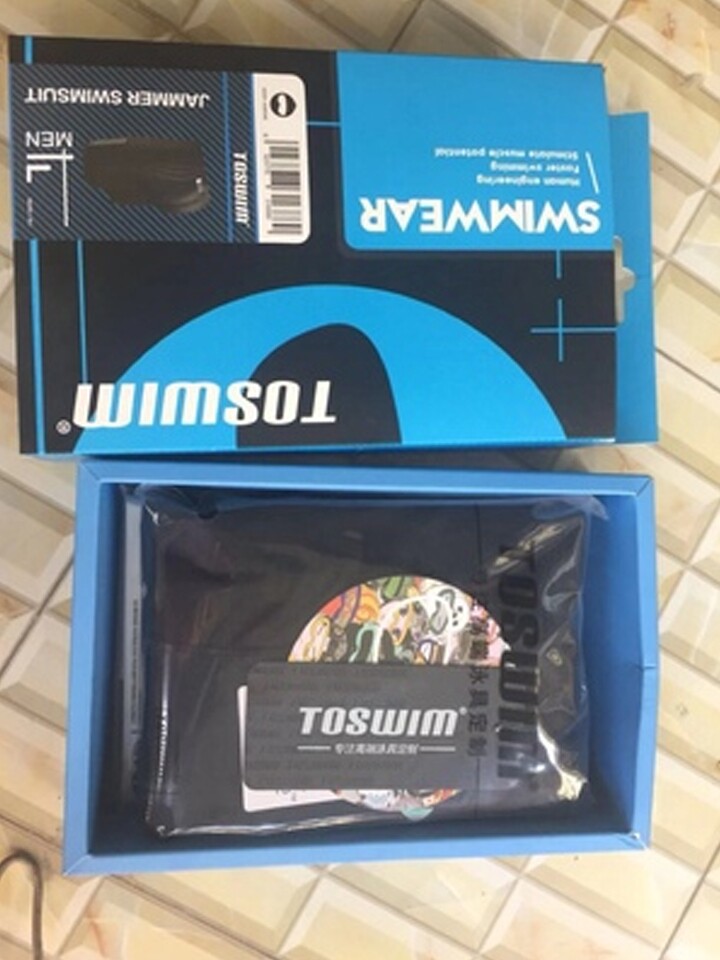 JAMMER SWIMSUIT
MEN
L
TOSWIM
SWIMWEAR
Human engineering
Faster swimming
Stimulate muscle potential
TOSWIM®
TOSWIM
TOSWIM®
专注高端泳具定制